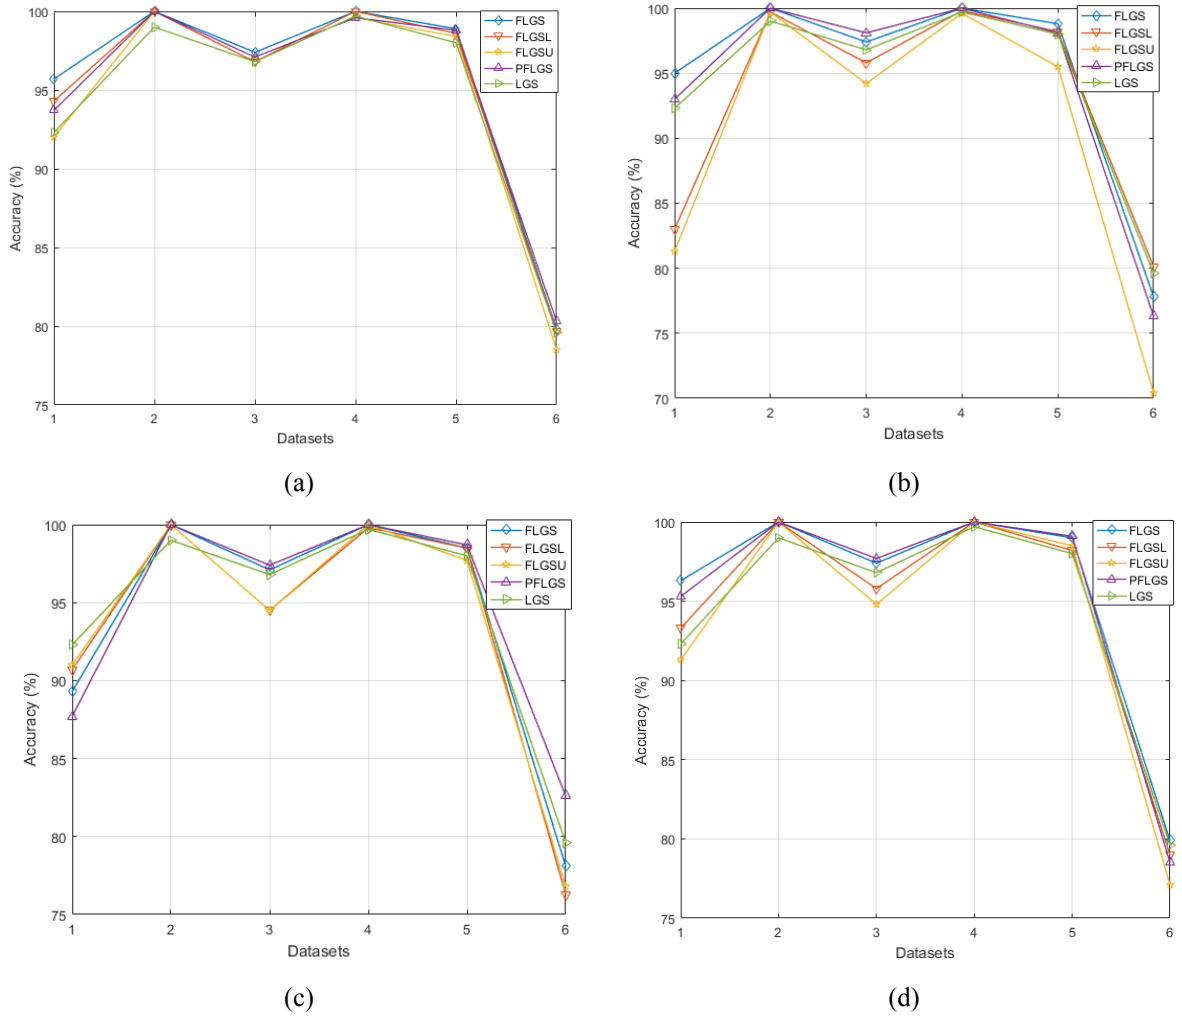 100
95
90
85
80
75
Accuracy (%)
1 2 3 4 5 6
Datasets
FLGS
FLGSL
FLGSU
PFLGS
LGS
(a)
100
95
90
85
80
75
70
Accuracy (%)
1 2 3 4 5 6
Datasets
FLGS
FLGSL
FLGSU
PFLGS
LGS
(b)
100
95
90
85
80
75
Accuracy (%)
1 2 3 4 5 6
Datasets
FLGS
FLGSL
FLGSU
PFLGS
LGS
(c)
100
95
90
85
80
75
Accuracy (%)
1 2 3 4 5 6
Datasets
FLGS
FLGSL
FLGSU
PFLGS
LGS
(d)